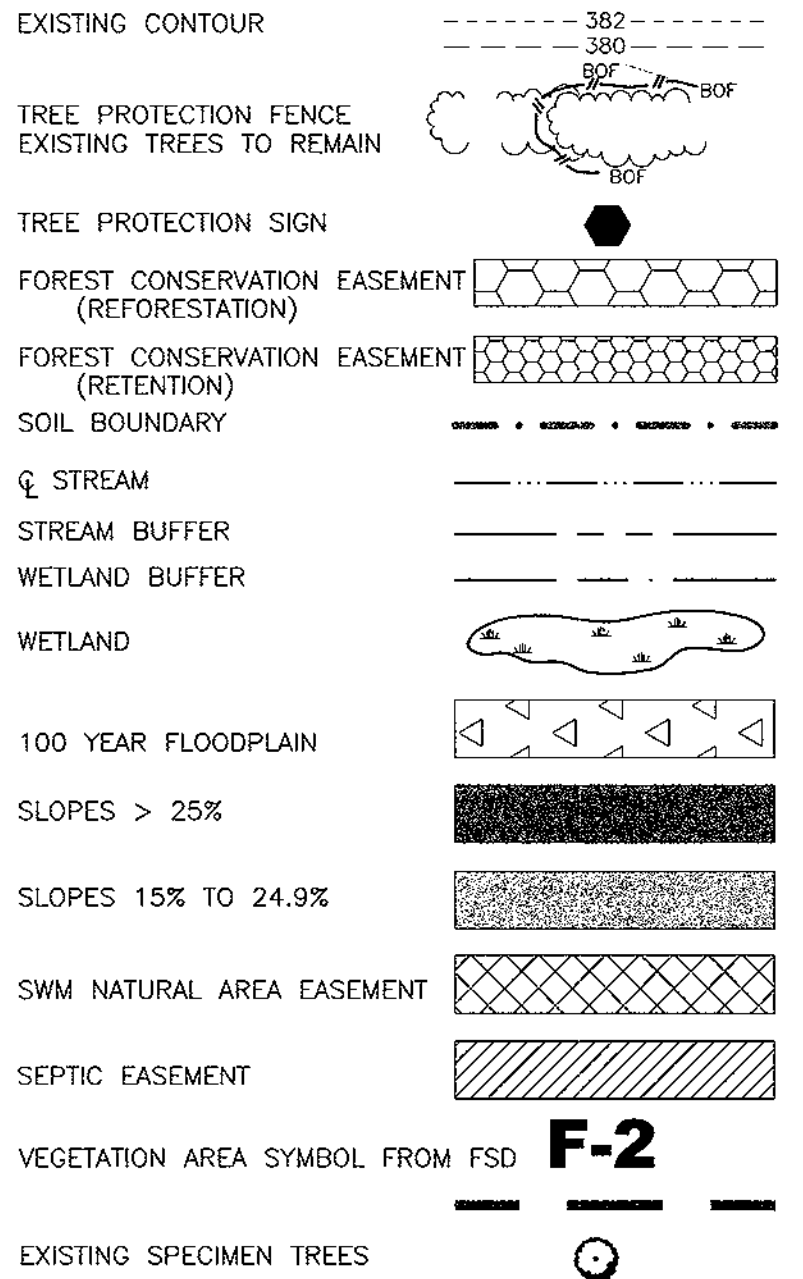 EXISTING CONTOUR
382
380
TREE PROTECTION FENCE
EXISTING TREES TO REMAIN
BOF
BOF
BOF
TREE PROTECTION SIGN
FOREST CONSERVATION EASEMENT
(REFORESTATION)
FOREST CONSERVATION EASEMENT
(RETENTION)
SOIL BOUNDARY
℄ STREAM
STREAM BUFFER
WETLAND BUFFER
WETLAND
100 YEAR FLOODPLAIN
SLOPES > 25%
SLOPES 15% TO 24.9%
SWM NATURAL AREA EASEMENT
SEPTIC EASEMENT
VEGETATION AREA SYMBOL FROM FSD F-2
EXISTING SPECIMEN TREES